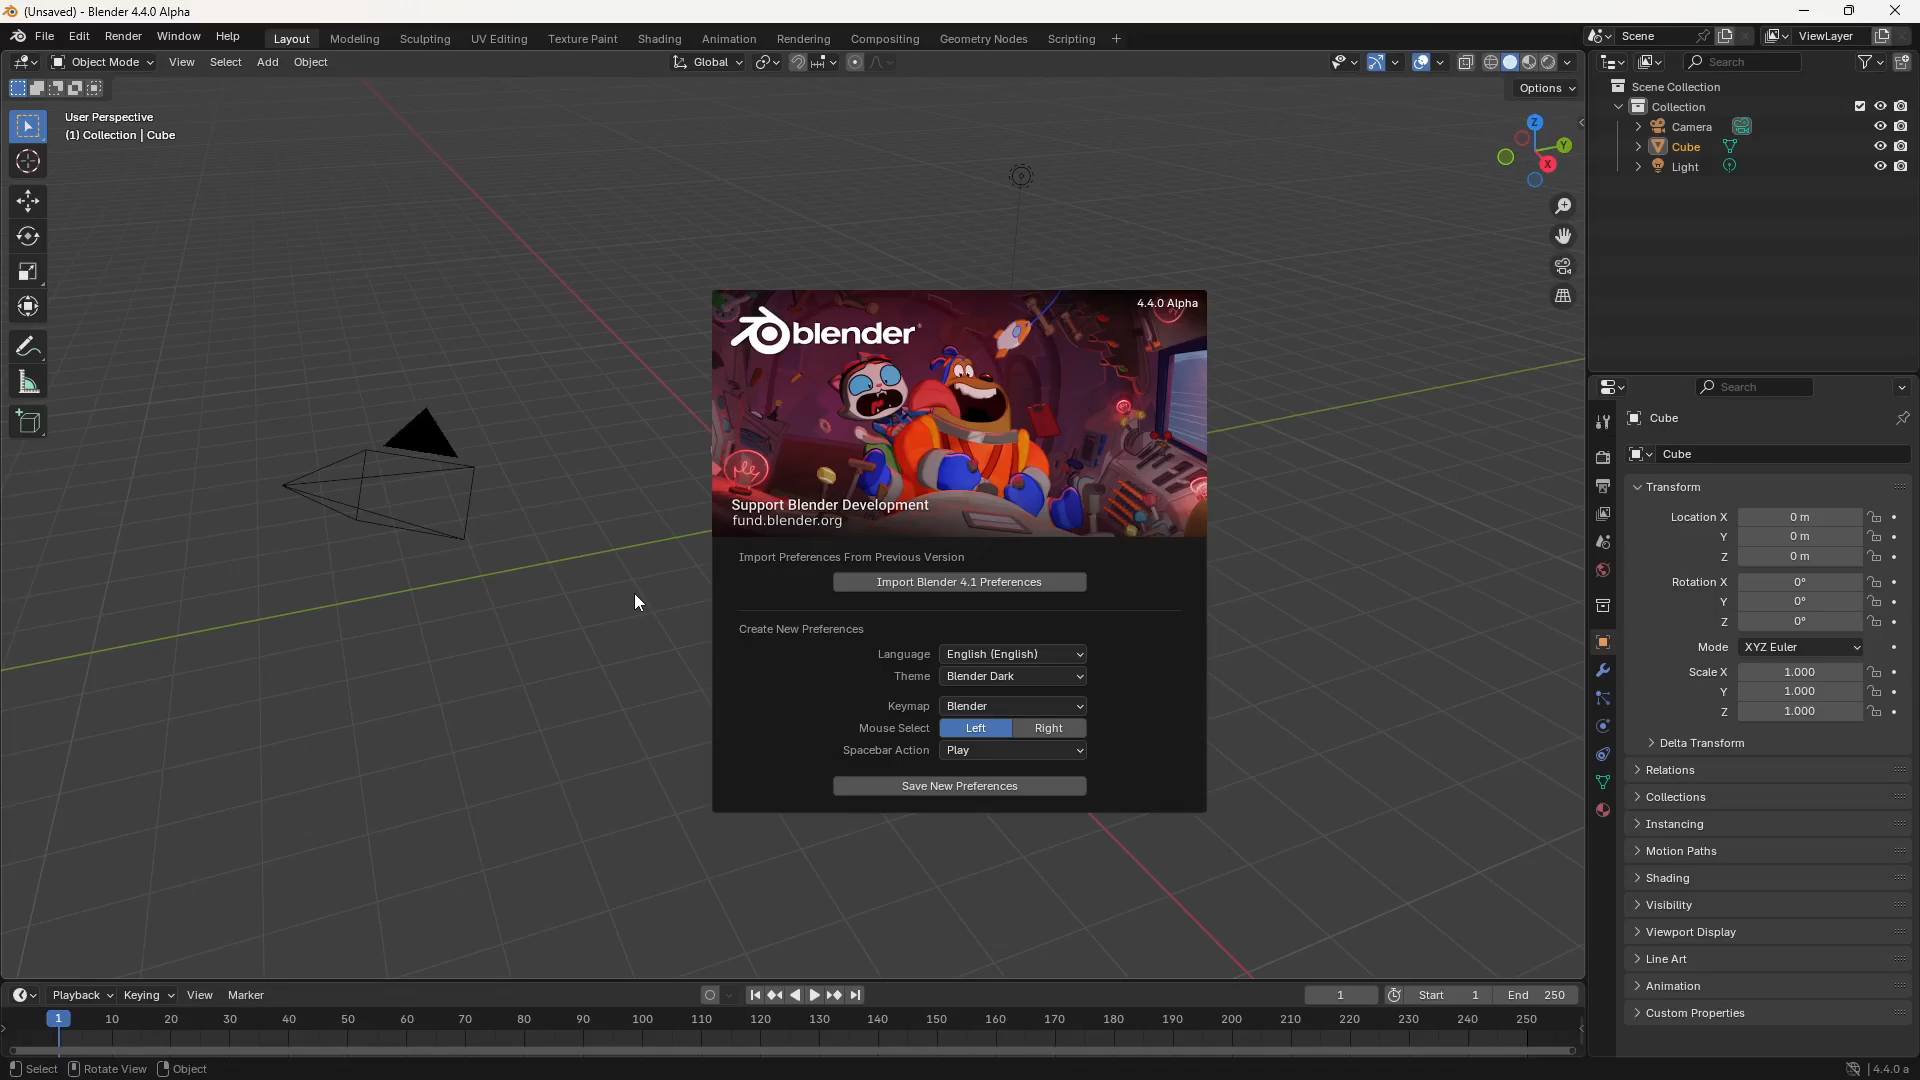 (Unsaved) - Blender 4.4.0 Alpha
File Edit Render Window Help Layout Modeling Sculpting UV Editing Texture Paint Shading Animation Rendering Compositing Geometry Nodes Scripting + Scene ViewLayer
Object Mode View Select Add Object Global Search
Options
User Perspective
(1) Collection | Cube
Scene Collection
Collection
Camera
Cube
Light
Z
Y
X
4.4.0 Alpha
blender
Support Blender Development
fund.blender.org
Import Preferences From Previous Version
Import Blender 4.1 Preferences
Create New Preferences
Language English (English)
Theme Blender Dark
Keymap Blender
Mouse Select Left Right
Spacebar Action Play
Save New Preferences
Search
Cube
Cube
Transform
Location X 0 m
Y 0 m
Z 0 m
Rotation X 0°
Y 0°
Z 0°
Mode XYZ Euler
Scale X 1.000
Y 1.000
Z 1.000
Delta Transform
Relations
Collections
Instancing
Motion Paths
Shading
Visibility
Viewport Display
Line Art
Animation
Custom Properties
Playback Keying View Marker 1 Start 1 End 250
1 10 20 30 40 50 60 70 80 90 100 110 120 130 140 150 160 170 180 190 200 210 220 230 240 250
Select Rotate View Object 4.4.0 a